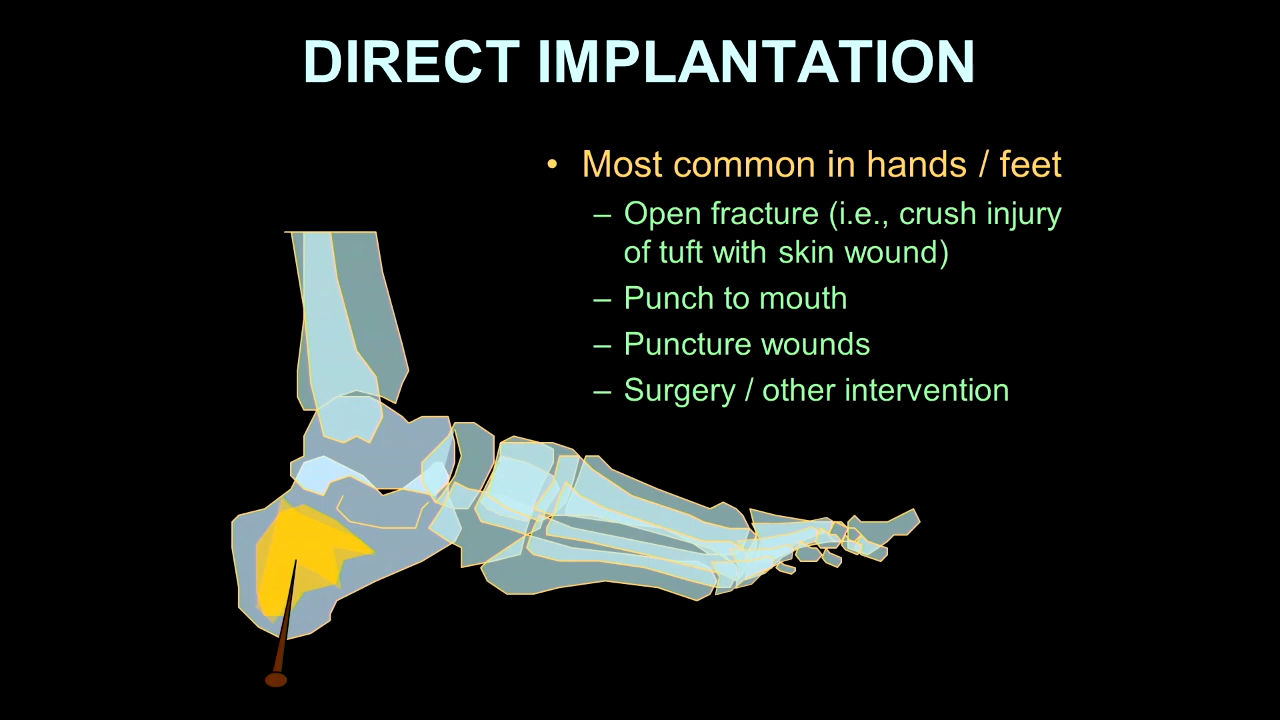 DIRECT IMPLANTATION
• Most common in hands / feet
– Open fracture (i.e., crush injury
of tuft with skin wound)
– Punch to mouth
– Puncture wounds
– Surgery / other intervention